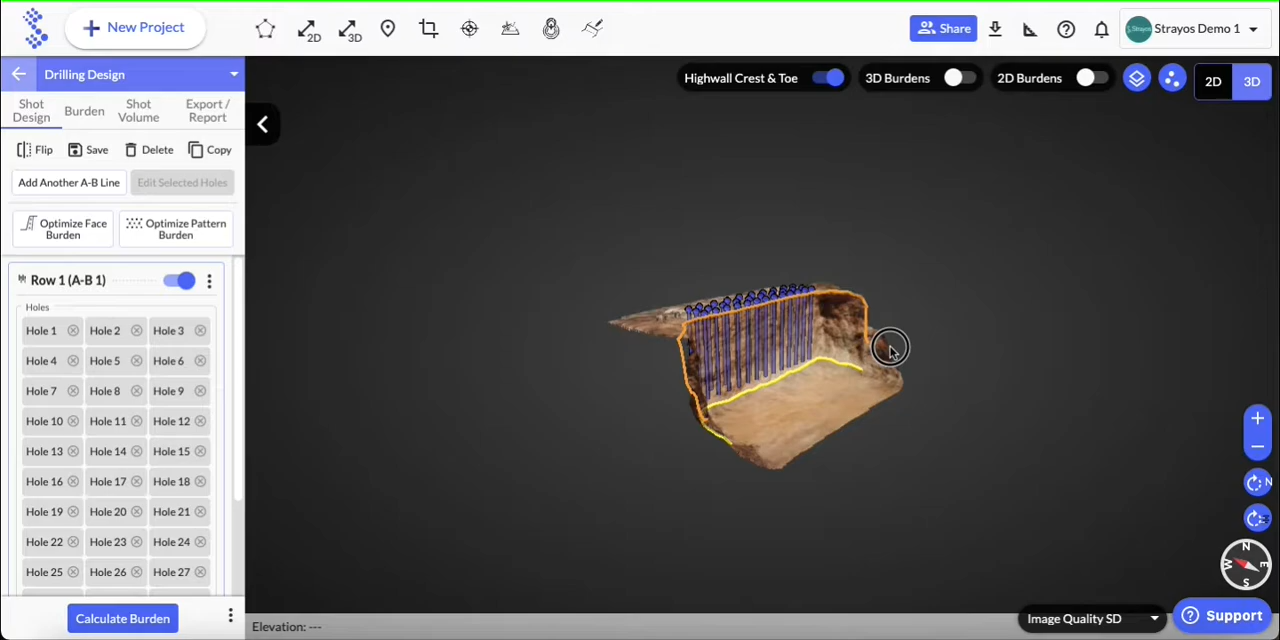 + New Project
2D
3D
Share
Strayos Demo 1
Drilling Design
Shot Design
Burden
Shot Volume
Export / Report
Flip
Save
Delete
Copy
Add Another A-B Line
Edit Selected Holes
Optimize Face Burden
Optimize Pattern Burden
Row 1 (A-B 1)
Holes
Hole 1
Hole 2
Hole 3
Hole 4
Hole 5
Hole 6
Hole 7
Hole 8
Hole 9
Hole 10
Hole 11
Hole 12
Hole 13
Hole 14
Hole 15
Hole 16
Hole 17
Hole 18
Hole 19
Hole 20
Hole 21
Hole 22
Hole 23
Hole 24
Hole 25
Hole 26
Hole 27
Calculate Burden
Highwall Crest & Toe
3D Burdens
2D Burdens
2D
3D
N
N
W
E
S
Elevation: ---
Image Quality SD
Support